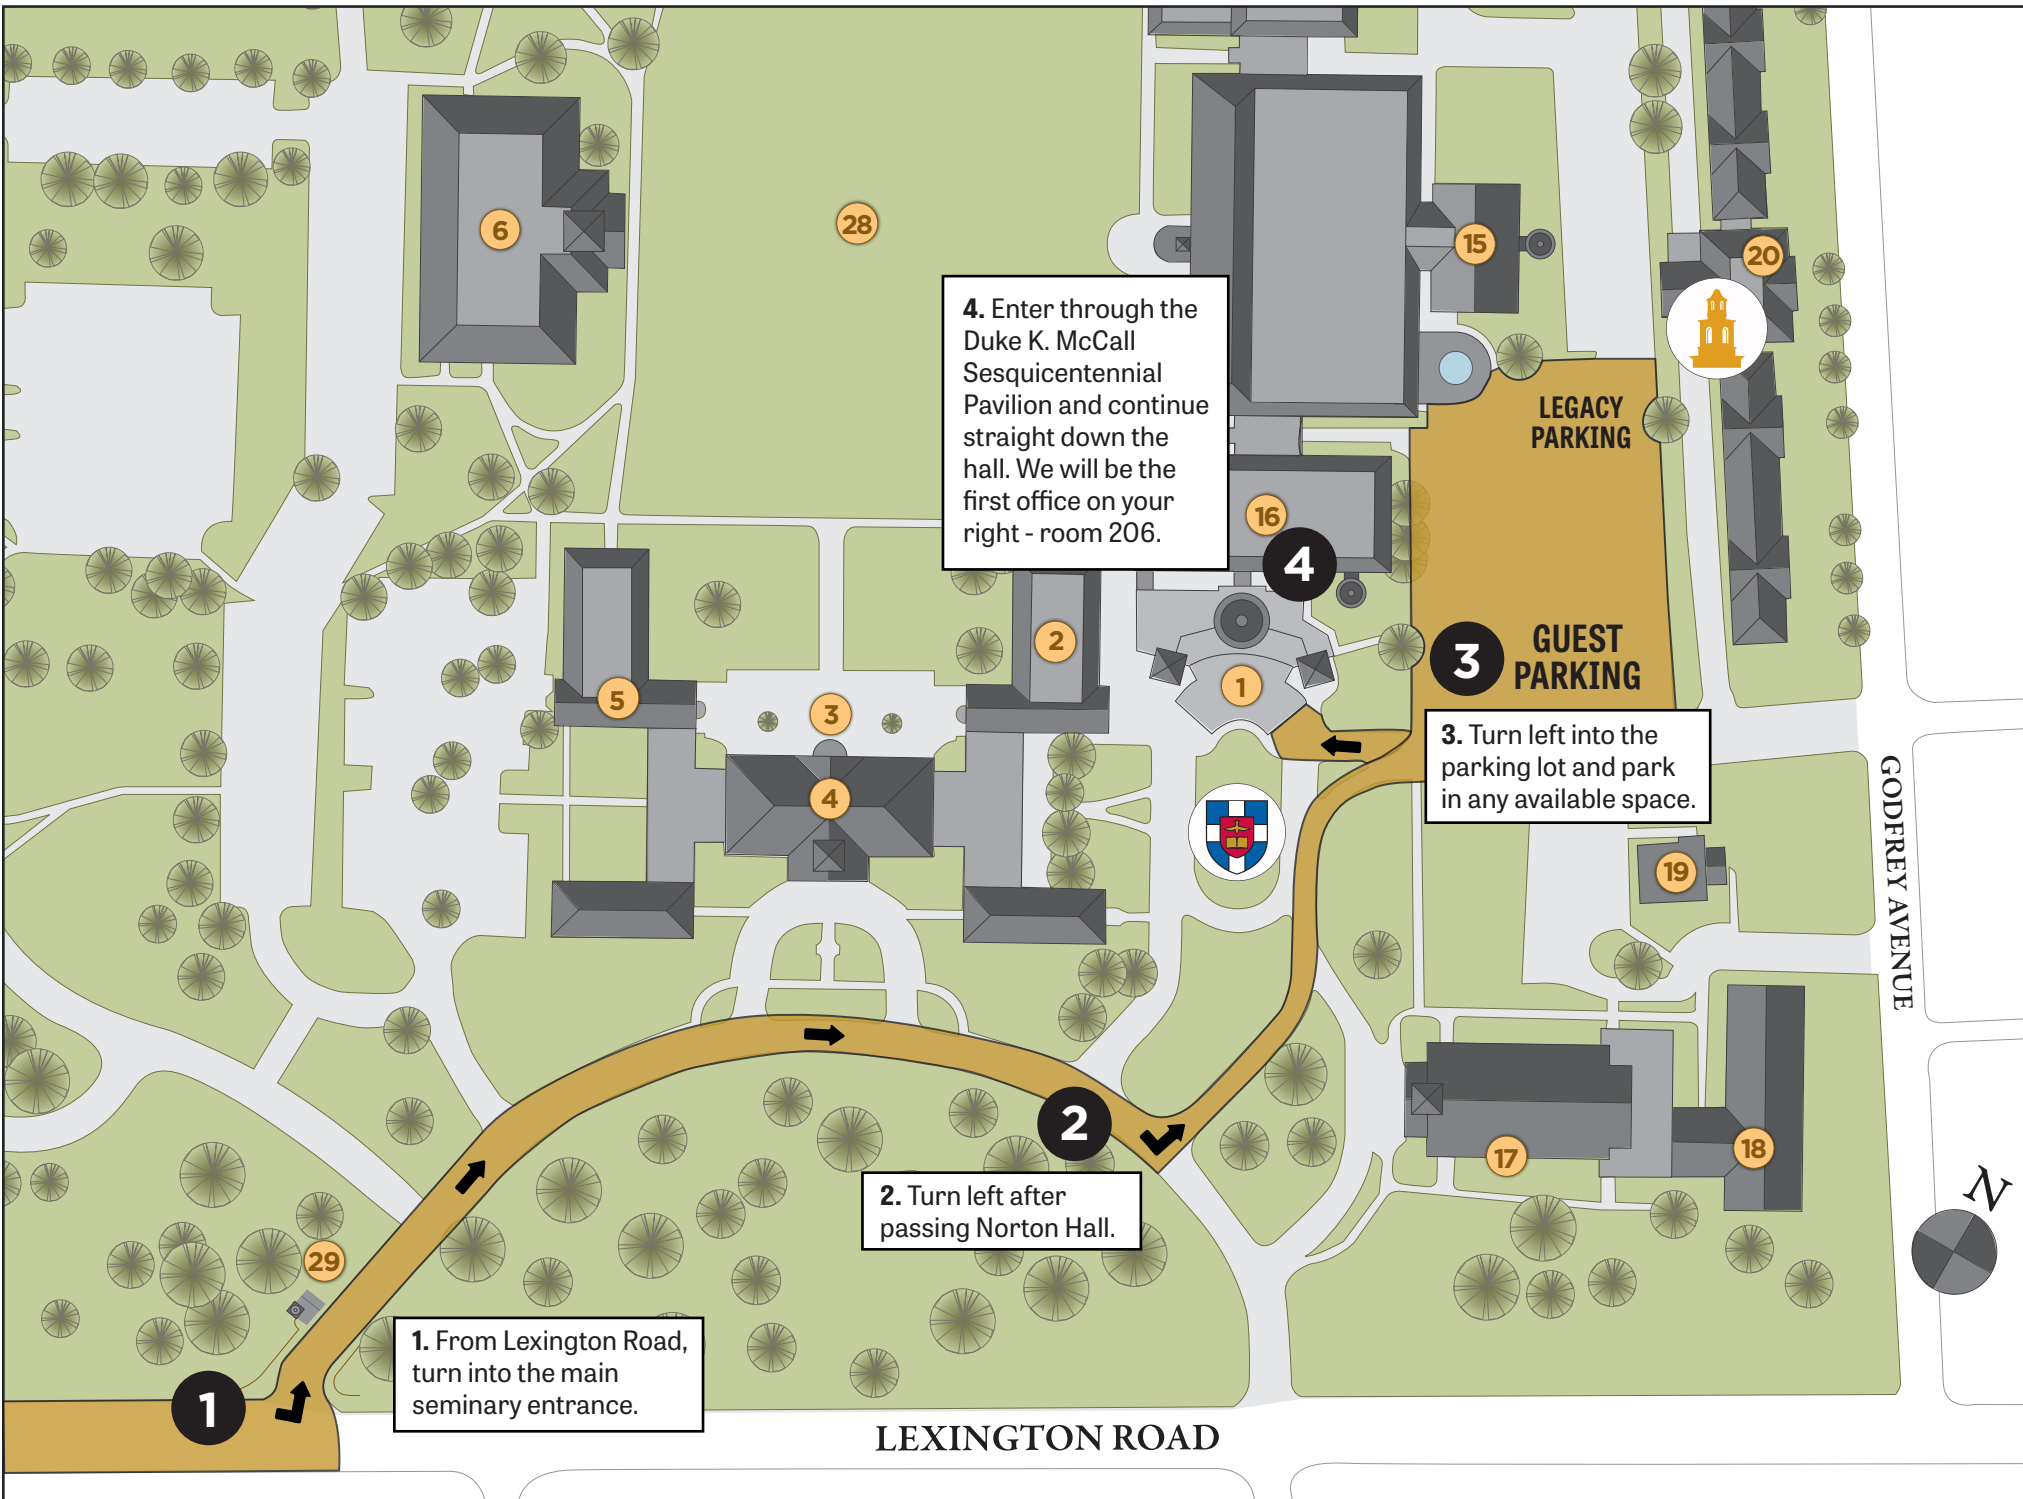 6
28
15
20
4. Enter through the
Duke K. McCall
Sesquicentennial
Pavilion and continue
straight down the
hall. We will be the
first office on your
right - room 206.
LEGACY
PARKING
16
4
2
1
3
GUEST
PARKING
5
3
4
3. Turn left into the
parking lot and park
in any available space.
GODFREY AVENUE
19
2
17
18
2. Turn left after
passing Norton Hall.
N
29
1. From Lexington Road,
turn into the main
seminary entrance.
1
LEXINGTON ROAD